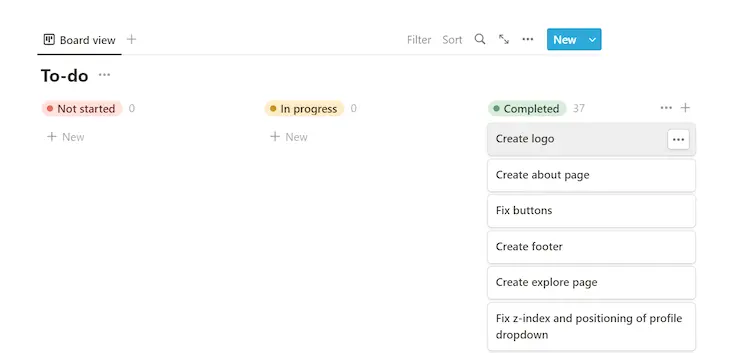 Board view
Filter Sort New
To-do
Not started 0
In progress 0
Completed 37
New
New
Create logo
Create about page
Fix buttons
Create footer
Create explore page
Fix z-index and positioning of profile
dropdown